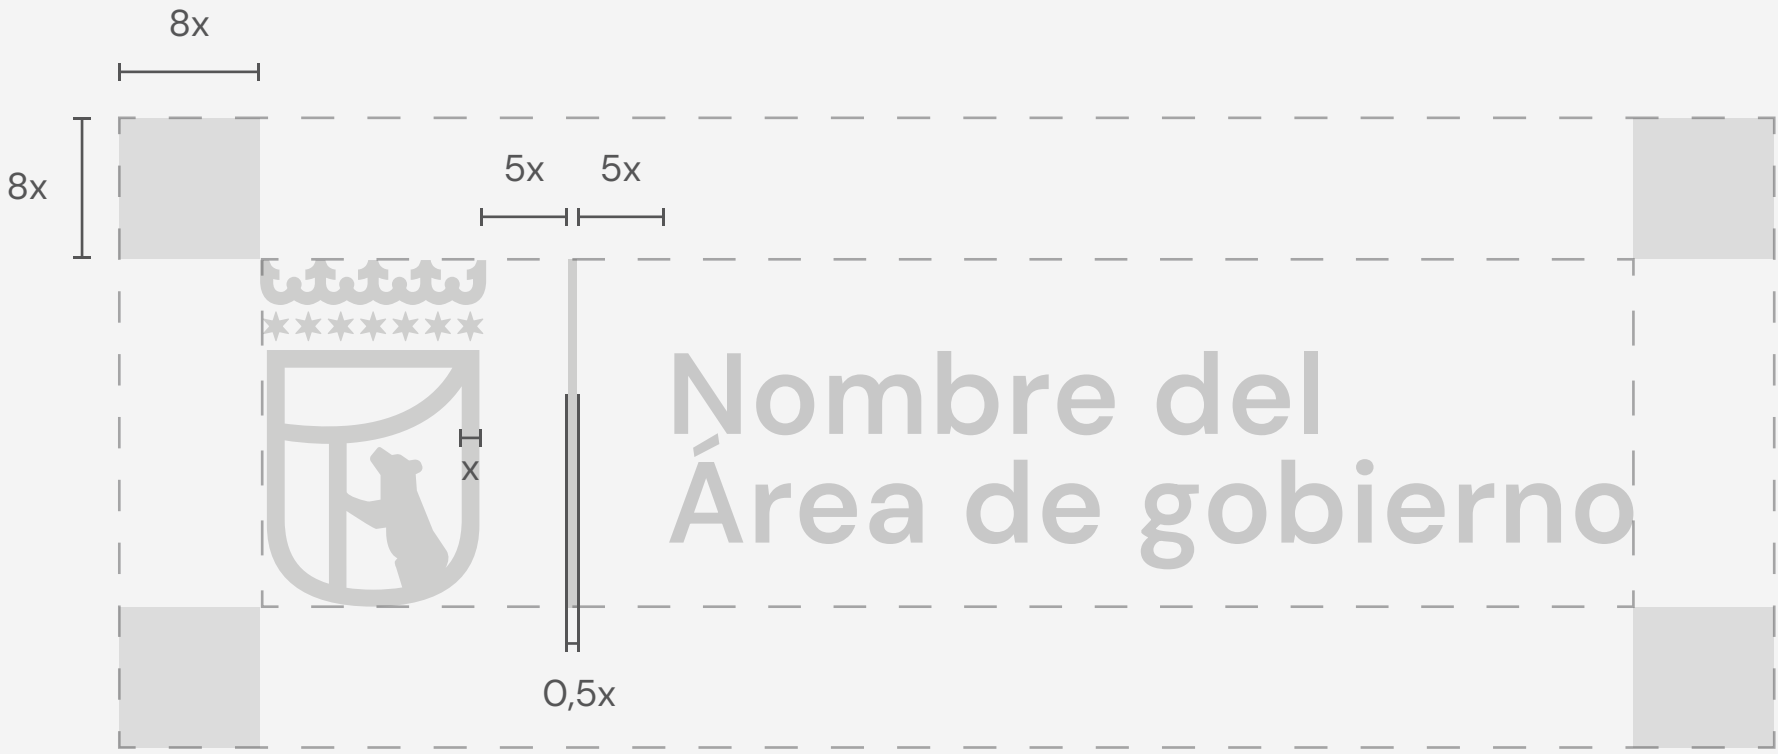 8x
8x
5x 5x
x
Nombre del
Área de gobierno
0,5x